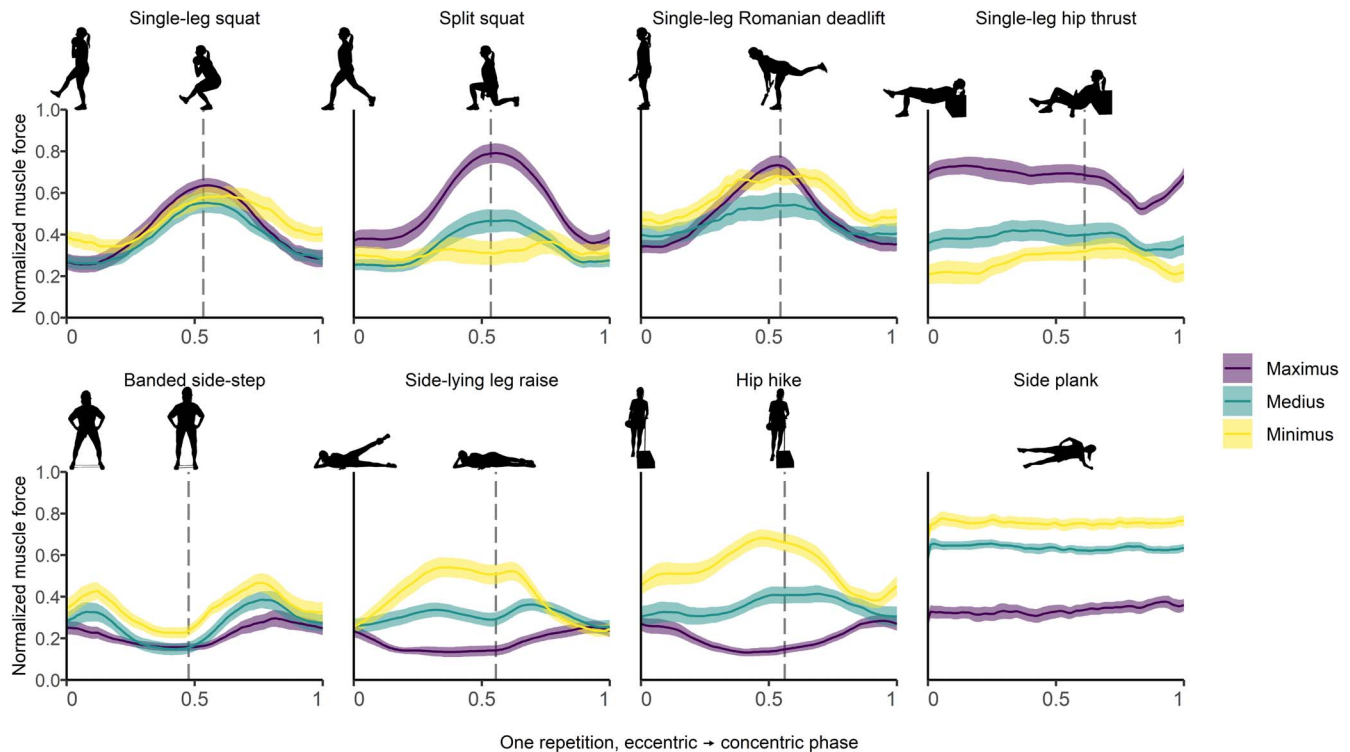 Single-leg squat Split squat Single-leg Romanian deadlift Single-leg hip thrust
Normalized muscle force
1.0
0.8
0.6
0.4
0.2
0.0
0 0.5 1 0 0.5 1 0 0.5 1 0 0.5 1
Banded side-step Side-lying leg raise Hip hike Side plank
Normalized muscle force
1.0
0.8
0.6
0.4
0.2
0.0
0 0.5 1 0 0.5 1 0 0.5 1 0 0.5 1
Maximus
Medius
Minimus
One repetition, eccentric → concentric phase